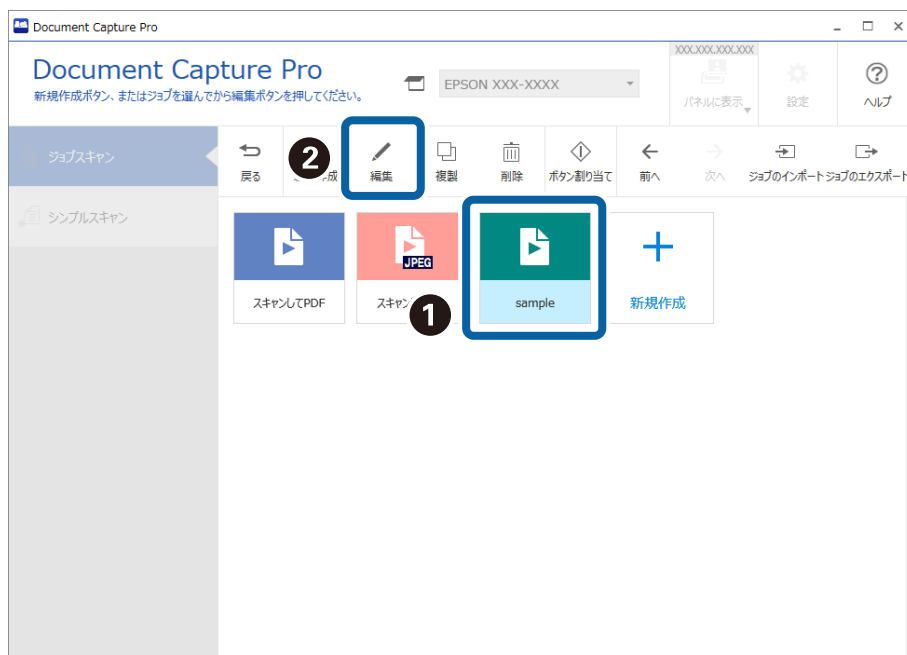 Document Capture Pro
Document Capture Pro
新規作成ボタン、またはジョブを選んでから編集ボタンを押してください。
EPSON XXX-XXXX
XXX.XXX.XXX.XXX
パネルに表示
設定
ヘルプ
ジョブスキャン
シンプルスキャン
戻る
2
編集
複製
削除
ボタン割り当て
前へ
次へ
ジョブのインポート
ジョブのエクスポート
JPEG
スキャンしてPDF
スキャン
1
sample
新規作成